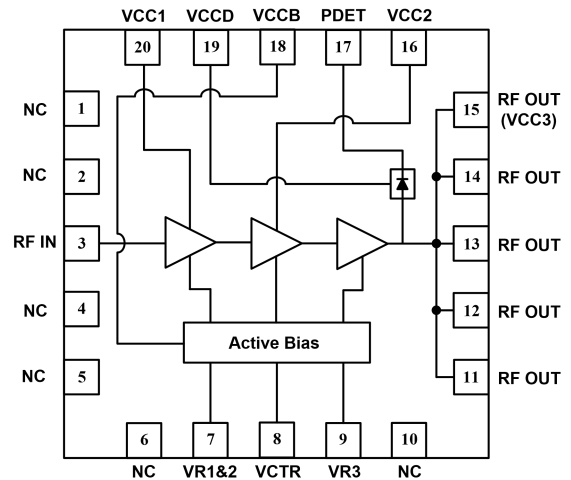 VCC1 VCCD VCCB PDET VCC2
20 19 18 17 16
NC 1 15 RF OUT
(VCC3)
NC 2 14 RF OUT
RF IN 3 13 RF OUT
NC 4 12 RF OUT
Active Bias
NC 5 11 RF OUT
6 7 8 9 10
NC VR1&2 VCTR VR3 NC